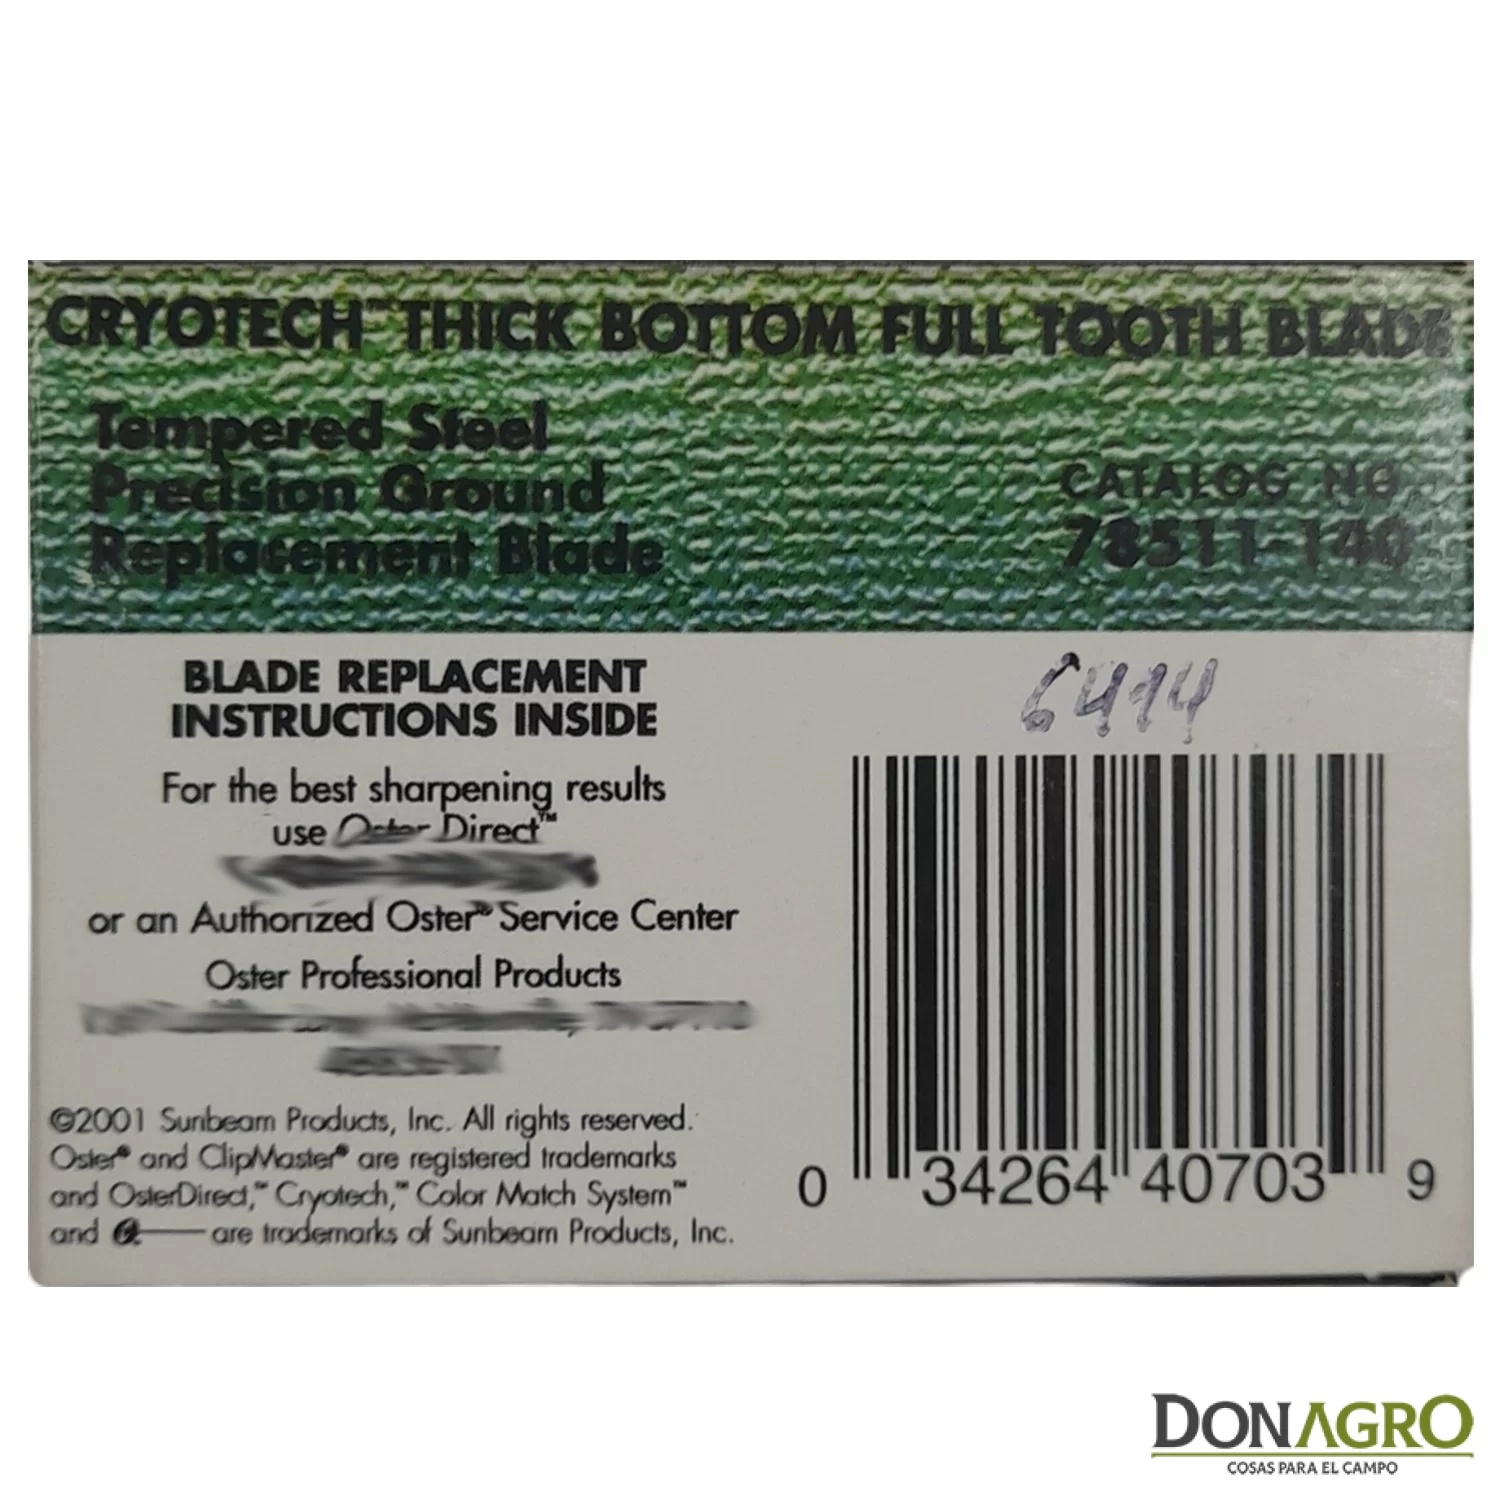 CRYOTECH™ THICK BOTTOM FULL TOOTH BLADE
Tempered Steel
Precision Ground
Replacement Blade
CATALOG NO.
78511-140
BLADE REPLACEMENT
INSTRUCTIONS INSIDE
For the best sharpening results
use Oster Direct™
or an Authorized Oster® Service Center
Oster Professional Products
©2001 Sunbeam Products, Inc. All rights reserved.
Oster® and ClipMaster® are registered trademarks
and OsterDirect,™ Cryotech,™ Color Match System™
and are trademarks of Sunbeam Products, Inc.
6494
0 34264 40703 9
DONAGRO
COSAS PARA EL CAMPO